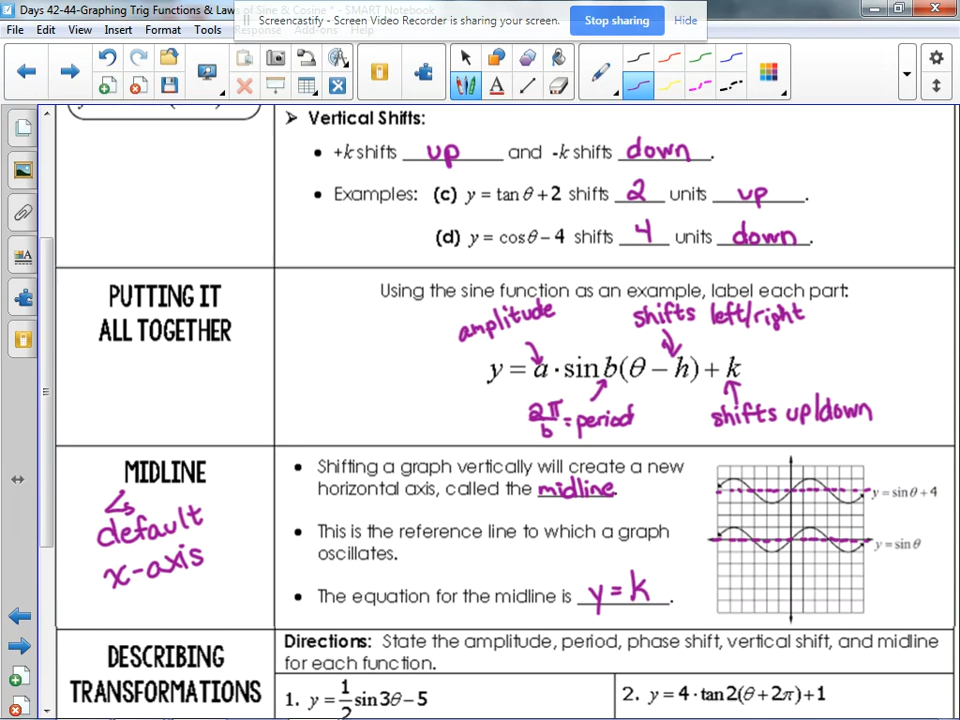 Days 42-44-Graphing Trig Functions & Laws of Sine & Cosine * - SMART Notebook
Screencastify - Screen Video Recorder is sharing your screen. Stop sharing Hide
File Edit View Insert Format Tools Response Add-ons Help
➤ Vertical Shifts:
• +k shifts up and -k shifts down.
• Examples: (c) y = tan θ + 2 shifts 2 units up.
(d) y = cos θ – 4 shifts 4 units down.
PUTTING IT
ALL TOGETHER
Using the sine function as an example, label each part:
amplitude shifts left/right
y = a · sin b(θ − h) + k
2π/b = period shifts up/down
MIDLINE
↳ default
x-axis
• Shifting a graph vertically will create a new
horizontal axis, called the midline.
• This is the reference line to which a graph
oscillates.
• The equation for the midline is y = k.
y = sin θ + 4
y = sin θ
DESCRIBING
TRANSFORMATIONS
Directions: State the amplitude, period, phase shift, vertical shift, and midline
for each function.
1. y = 1/2 sin 3θ – 5
2. y = 4 · tan 2(θ + 2π) + 1